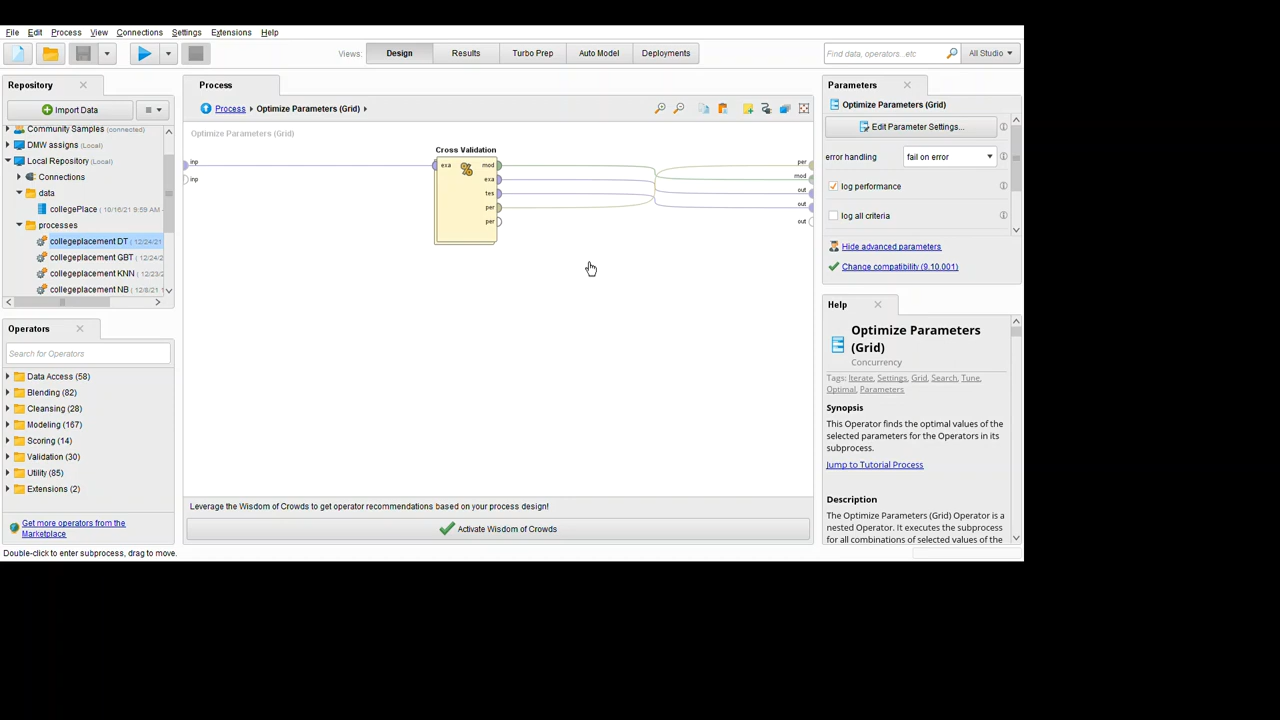 File Edit Process View Connections Settings Extensions Help
Views: Design Results Turbo Prep Auto Model Deployments
Find data, operators...etc
All Studio
Repository
Import Data
Community Samples (connected)
DMW assigns (Local)
Local Repository (Local)
Connections
data
collegePlace ( 10/16/21 9:59 AM -
processes
collegeplacement DT ( 12/24/21
collegeplacement GBT ( 12/24/2
collegeplacement KNN ( 12/23/2
collegeplacement NB ( 12/8/21 1
Operators
Search for Operators
Data Access (58)
Blending (82)
Cleansing (28)
Modeling (167)
Scoring (14)
Validation (30)
Utility (85)
Extensions (2)
Get more operators from the
Marketplace
Double-click to enter subprocess, drag to move.
Process
Process Optimize Parameters (Grid)
Optimize Parameters (Grid)
inp
inp
Cross Validation
exa
mod
exa
tes
per
per
per
mod
out
out
out
Leverage the Wisdom of Crowds to get operator recommendations based on your process design!
Activate Wisdom of Crowds
Parameters
Optimize Parameters (Grid)
Edit Parameter Settings...
error handling
fail on error
log performance
log all criteria
Hide advanced parameters
Change compatibility (9.10.001)
Help
Optimize Parameters
(Grid)
Concurrency
Tags: Iterate, Settings, Grid, Search, Tune,
Optimal, Parameters
Synopsis
This Operator finds the optimal values of the
selected parameters for the Operators in its
subprocess.
Jump to Tutorial Process
Description
The Optimize Parameters (Grid) Operator is a
nested Operator. It executes the subprocess
for all combinations of selected values of the